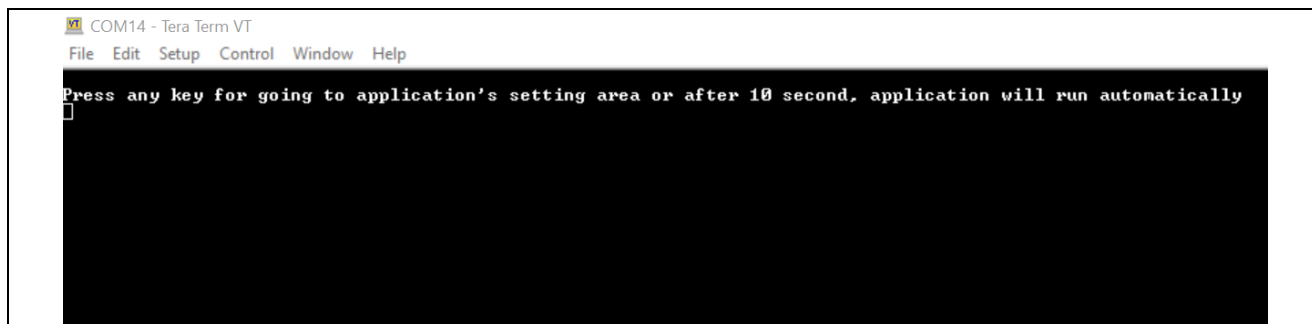 COM14 - Tera Term VT
File Edit Setup Control Window Help
Press any key for going to application's setting area or after 10 second, application will run automatically